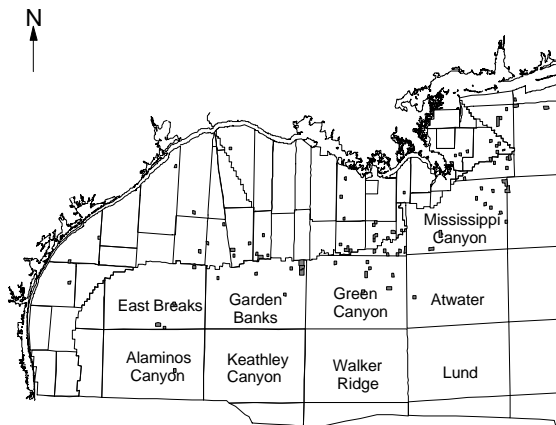 N
Mississippi
Canyon
East Breaks
Garden
Banks
Green
Canyon
Atwater
Alaminos
Canyon
Keathley
Canyon
Walker
Ridge
Lund